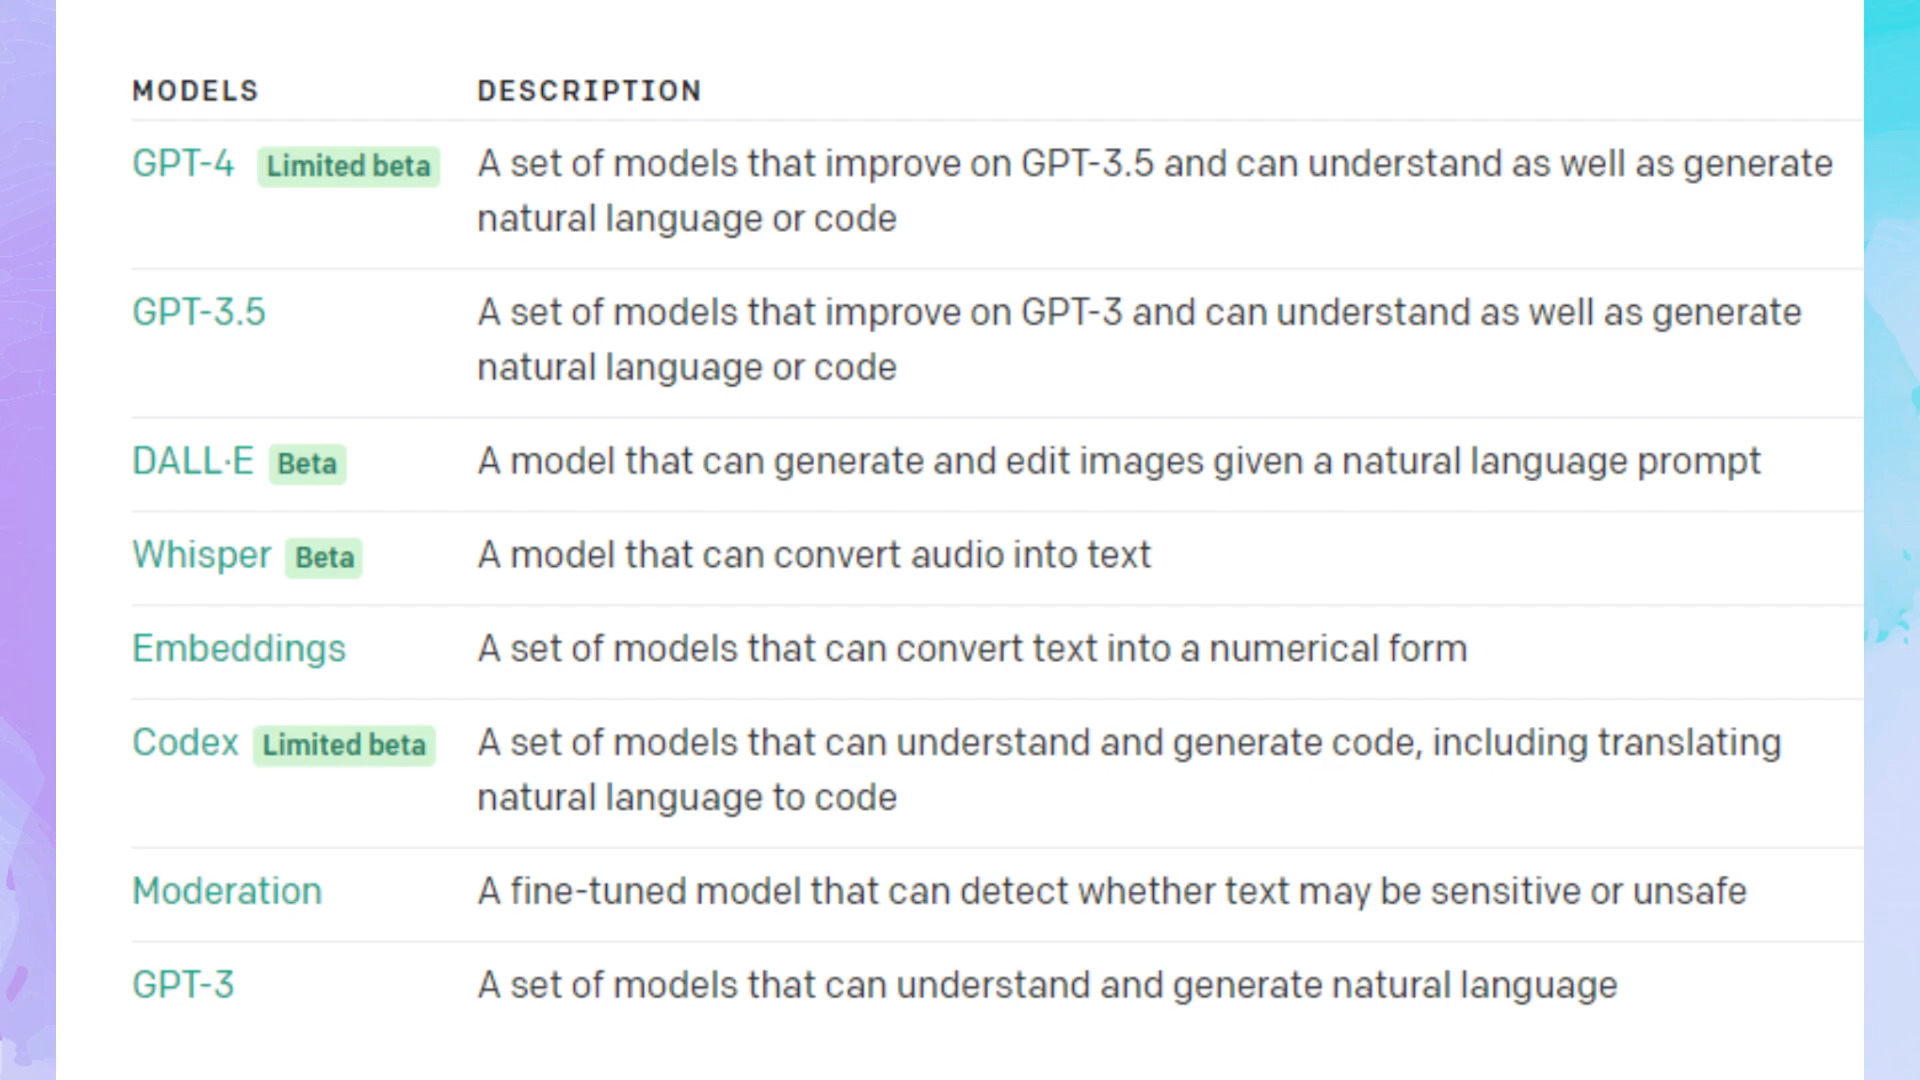 MODELS DESCRIPTION
GPT-4 Limited beta A set of models that improve on GPT-3.5 and can understand as well as generate
natural language or code
GPT-3.5 A set of models that improve on GPT-3 and can understand as well as generate
natural language or code
DALL·E Beta A model that can generate and edit images given a natural language prompt
Whisper Beta A model that can convert audio into text
Embeddings A set of models that can convert text into a numerical form
Codex Limited beta A set of models that can understand and generate code, including translating
natural language to code
Moderation A fine-tuned model that can detect whether text may be sensitive or unsafe
GPT-3 A set of models that can understand and generate natural language